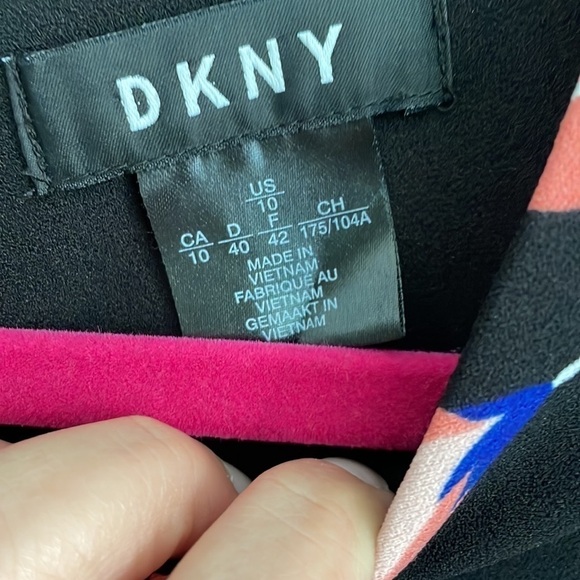 DKNY
US
10
CA D F CH
10 40 42 175/104A
MADE IN
VIETNAM
FABRIQUE AU
VIETNAM
GEMAAKT IN
VIETNAM